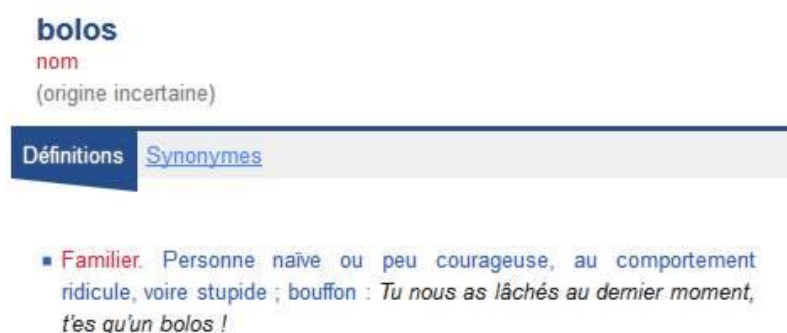 bolos
nom
(origine incertaine)
Définitions Synonymes
▪ Familier. Personne naïve ou peu courageuse, au comportement
ridicule, voire stupide ; bouffon : Tu nous as lâchés au dernier moment,
t'es qu'un bolos !